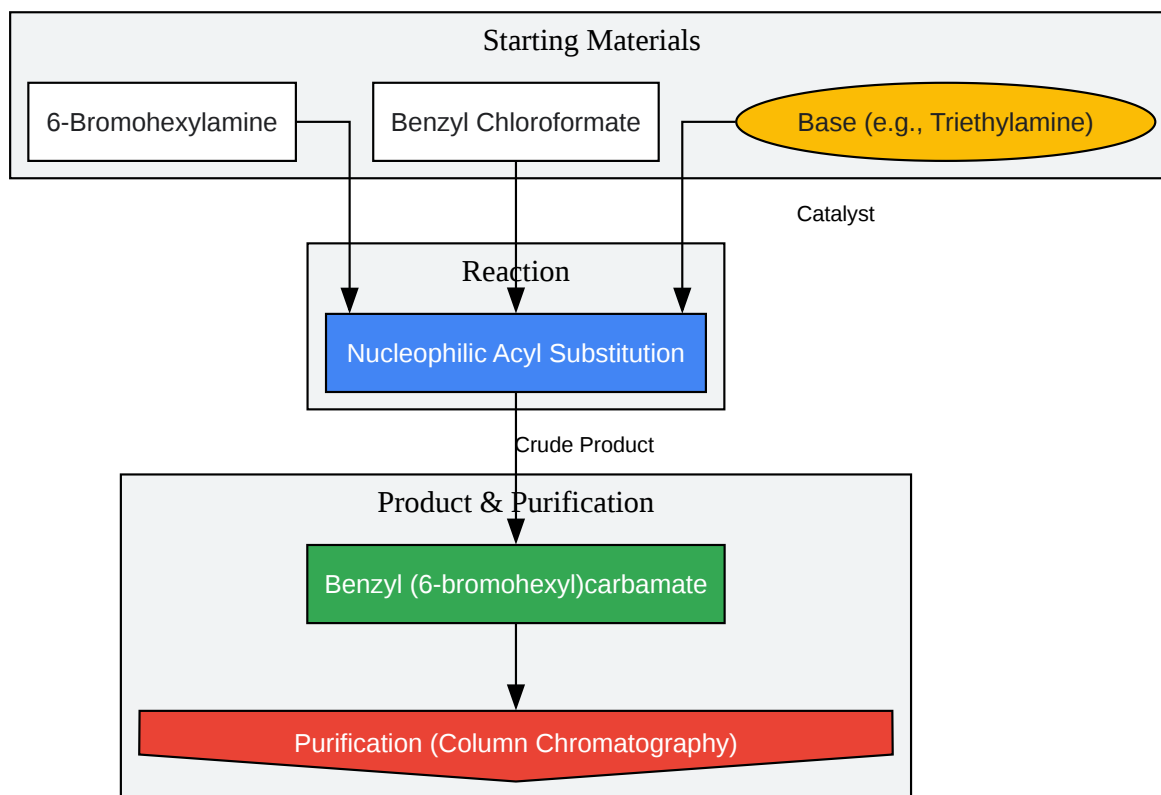 Starting Materials
6-Bromohexylamine
Benzyl Chloroformate
Base (e.g., Triethylamine)
Catalyst
Reaction
Nucleophilic Acyl Substitution
Crude Product
Product & Purification
Benzyl (6-bromohexyl)carbamate
Purification (Column Chromatography)